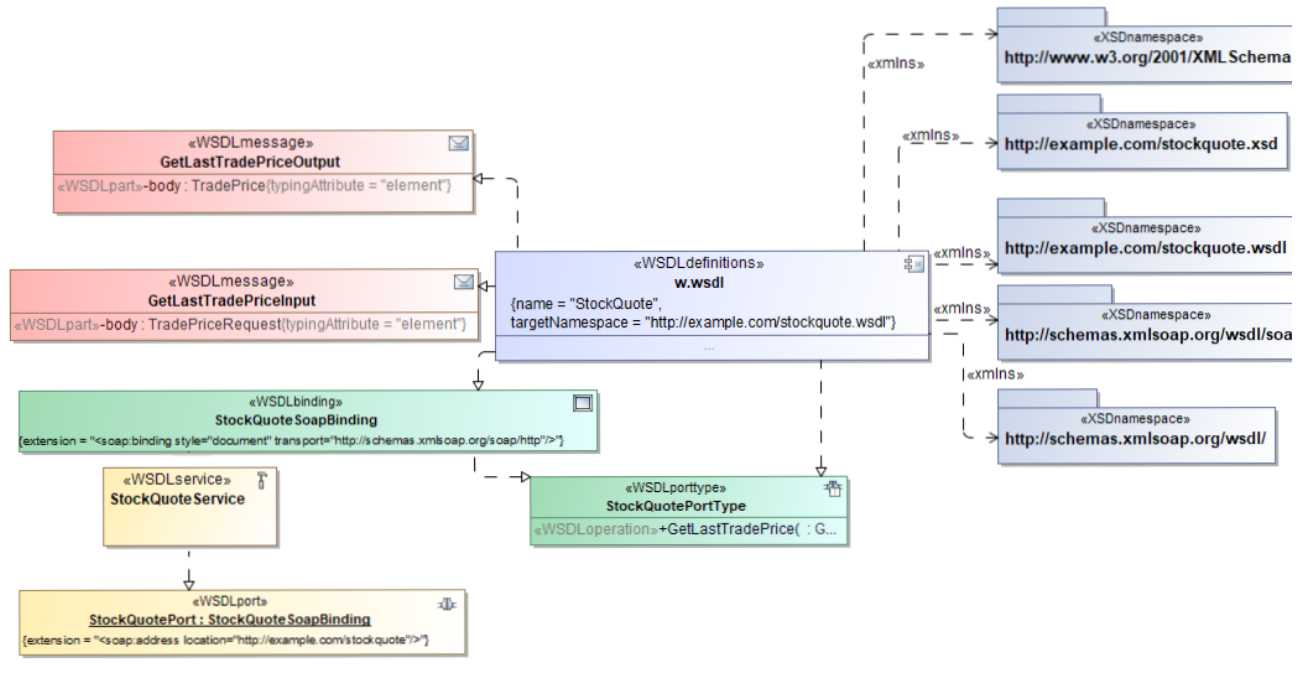 «XSDnamespace»
http://www.w3.org/2001/XMLSchema
«xmlns»
«XSDnamespace»
http://example.com/stockquote.xsd
«xmlns»
«WSDLmessage»
GetLastTradePriceOutput
«WSDLpart»-body : TradePrice{typingAttribute = "element"}
«XSDnamespace»
http://example.com/stockquote.wsdl
«xmlns»
«WSDLdefinitions»
w.wsdl
{name = "StockQuote",
targetNamespace = "http://example.com/stockquote.wsdl"}
...
«WSDLmessage»
GetLastTradePriceInput
«WSDLpart»-body : TradePriceRequest{typingAttribute = "element"}
«xmlns»
«XSDnamespace»
http://schemas.xmlsoap.org/wsdl/soa
«xmlns»
«XSDnamespace»
http://schemas.xmlsoap.org/wsdl/
«WSDLbinding»
StockQuoteSoapBinding
{extension = "<soap:binding style="document" transport="http://schemas.xmlsoap.org/soap/http"/>"}
«WSDLservice»
StockQuoteService
«WSDLporttype»
StockQuotePortType
«WSDLoperation»+GetLastTradePrice( : G...
«WSDLport»
StockQuotePort : StockQuoteSoapBinding
{extension = "<soap:address location="http://example.com/stockquote"/>"}